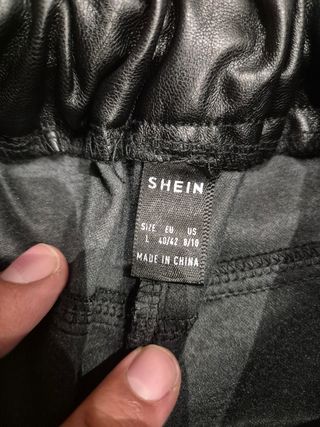 SHEIN
SIZE EU US
L 40/42 8/10
MADE IN CHINA